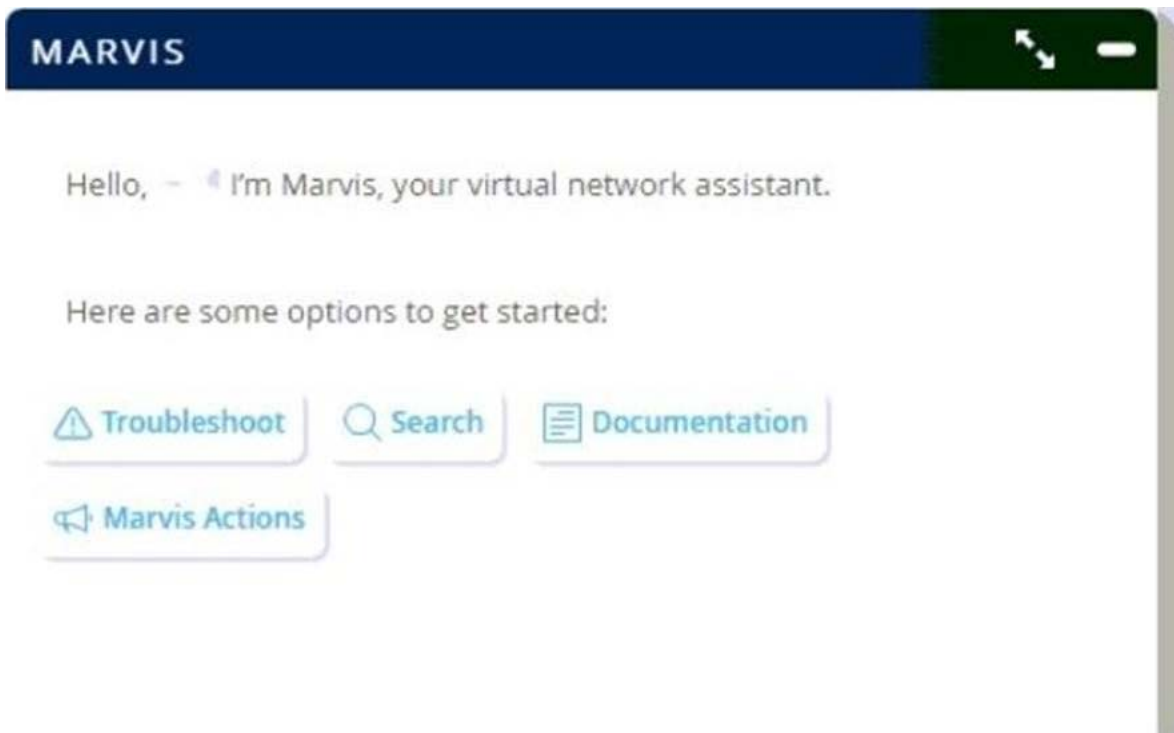 MARVIS
Hello, I'm Marvis, your virtual network assistant.
Here are some options to get started:
Troubleshoot Search Documentation
Marvis Actions